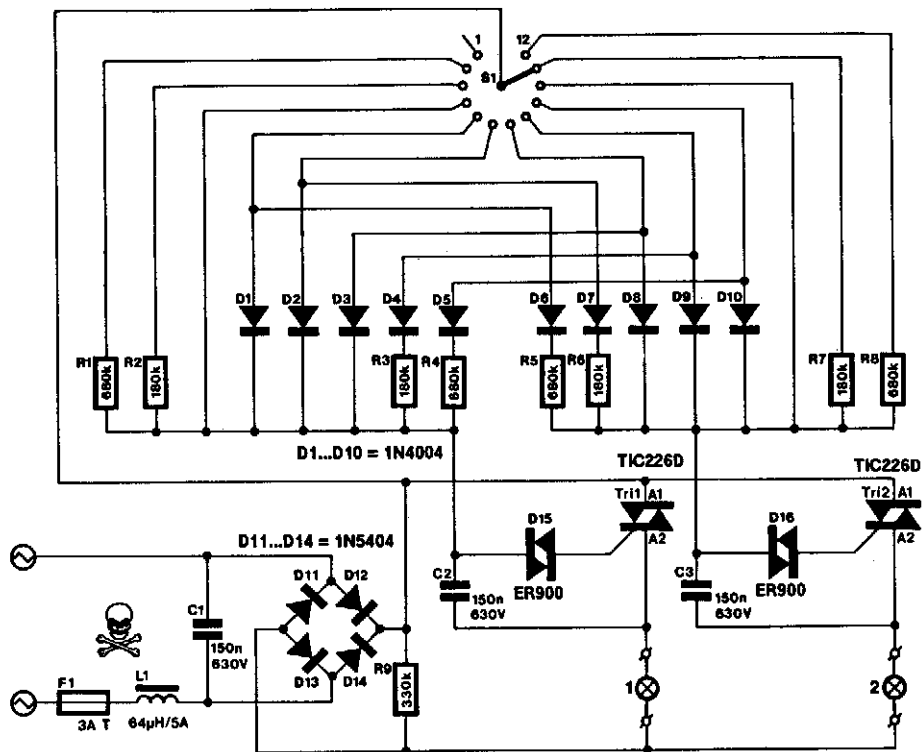 1
12
S1
D1
D2
D3
D4
D5
D6
D7
D8
D9
D10
R1
680k
R2
180k
R3
180k
R4
680k
R5
680k
R6
180k
R7
180k
R8
680k
D1...D10 = 1N4004
TIC226D
TIC226D
Tri1
A1
A2
Tri2
A1
A2
D15
ER900
D16
ER900
D11...D14 = 1N5404
D11
D12
D13
D14
C1
150n
630V
C2
150n
630V
C3
150n
630V
R9
330k
F1
3A T
L1
64µH/5A
1
2